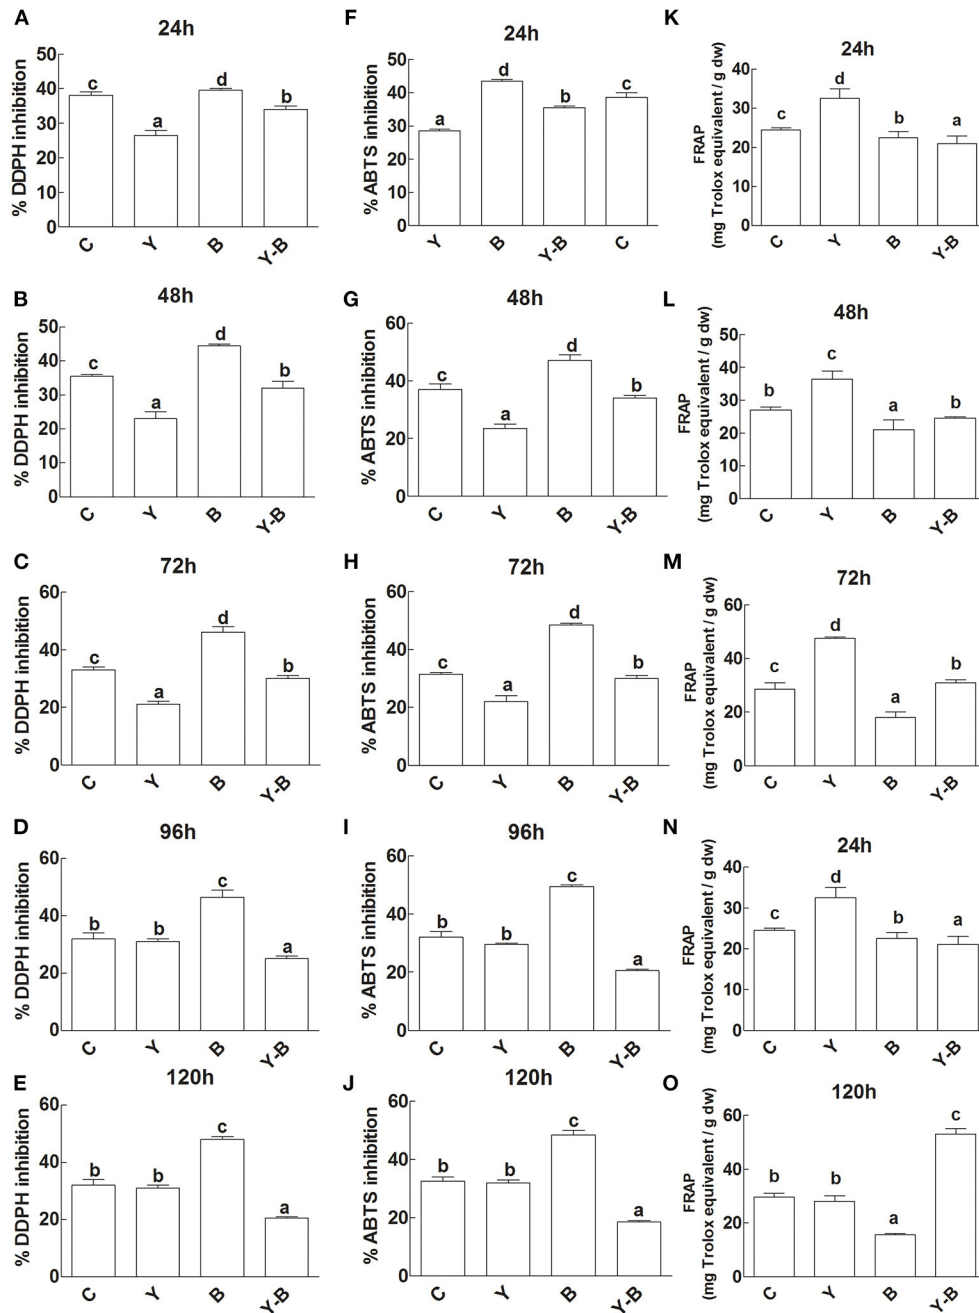 A
24h
% DDPH inhibition
50
40
30
20
10
0
c
a
d
b
C
Y
B
Y-B
F
24h
% ABTS inhibition
50
40
30
20
10
0
a
d
b
c
Y
B
Y-B
C
K
24h
FRAP
(mg Trolox equivalent / g dw)
40
30
20
10
0
c
d
b
a
C
Y
B
Y-B
B
48h
% DDPH inhibition
50
40
30
20
10
0
c
a
d
b
C
Y
B
Y-B
G
48h
% ABTS inhibition
60
40
20
0
c
a
d
b
C
Y
B
Y-B
L
48h
FRAP
(mg Trolox equivalent / g dw)
50
40
30
20
10
0
b
c
a
b
C
Y
B
Y-B
C
72h
% DDPH inhibition
60
40
20
0
c
a
d
b
C
Y
B
Y-B
H
72h
% ABTS inhibition
60
40
20
0
c
a
d
b
C
Y
B
Y-B
M
72h
FRAP
(mg Trolox equivalent / g dw)
60
40
20
0
c
d
a
b
C
Y
B
Y-B
D
96h
% DDPH inhibition
60
40
20
0
b
b
c
a
C
Y
B
Y-B
I
96h
% ABTS inhibition
60
40
20
0
b
b
c
a
C
Y
B
Y-B
N
24h
FRAP
(mg Trolox equivalent / g dw)
40
30
20
10
0
c
d
b
a
C
Y
B
Y-B
E
120h
% DDPH inhibition
60
40
20
0
b
b
c
a
C
Y
B
Y-B
J
120h
% ABTS inhibition
60
40
20
0
b
b
c
a
C
Y
B
Y-B
O
120h
FRAP
(mg Trolox equivalent / g dw)
60
40
20
0
b
b
a
c
C
Y
B
Y-B